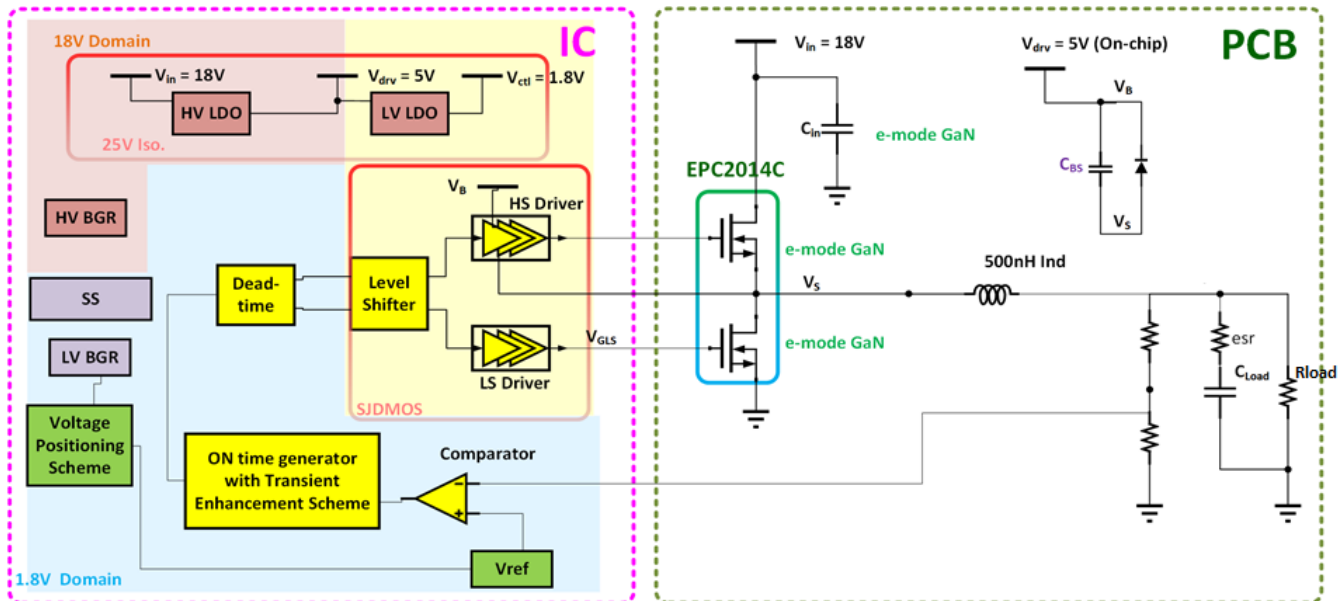 IC
PCB
18V Domain
Vin = 18V
Vdrv = 5V
Vctl = 1.8V
HV LDO
LV LDO
25V Iso.
Vin = 18V
Vdrv = 5V (On-chip)
VB
Cin
e-mode GaN
CBS
VS
EPC2014C
HV BGR
VB
HS Driver
e-mode GaN
Dead-
time
Level
Shifter
SS
VS
500nH Ind
LV BGR
VGLS
LS Driver
e-mode GaN
esr
CLoad
Rload
SJDMOS
Voltage
Positioning
Scheme
ON time generator
with Transient
Enhancement Scheme
Comparator
−
+
Vref
1.8V Domain